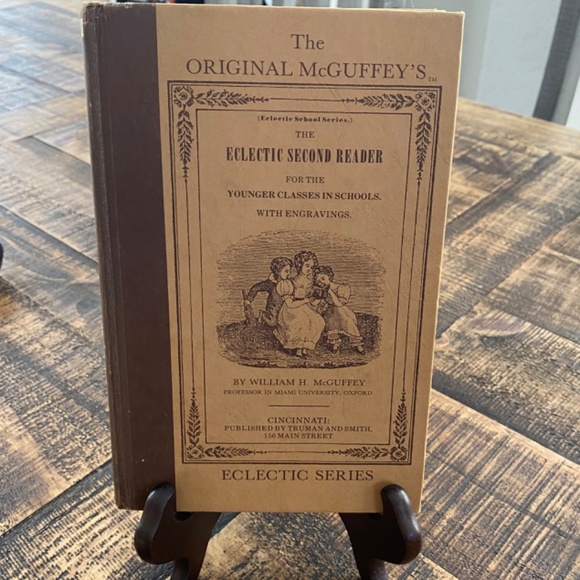 The
ORIGINAL McGUFFEY'S™
(Eclectic School Series.)
THE
ECLECTIC SECOND READER
FOR THE
YOUNGER CLASSES IN SCHOOLS.
WITH ENGRAVINGS.
BY WILLIAM H. McGUFFEY
PROFESSOR IN MIAMI UNIVERSITY, OXFORD
CINCINNATI:
PUBLISHED BY TRUMAN AND SMITH,
150 MAIN STREET
ECLECTIC SERIES